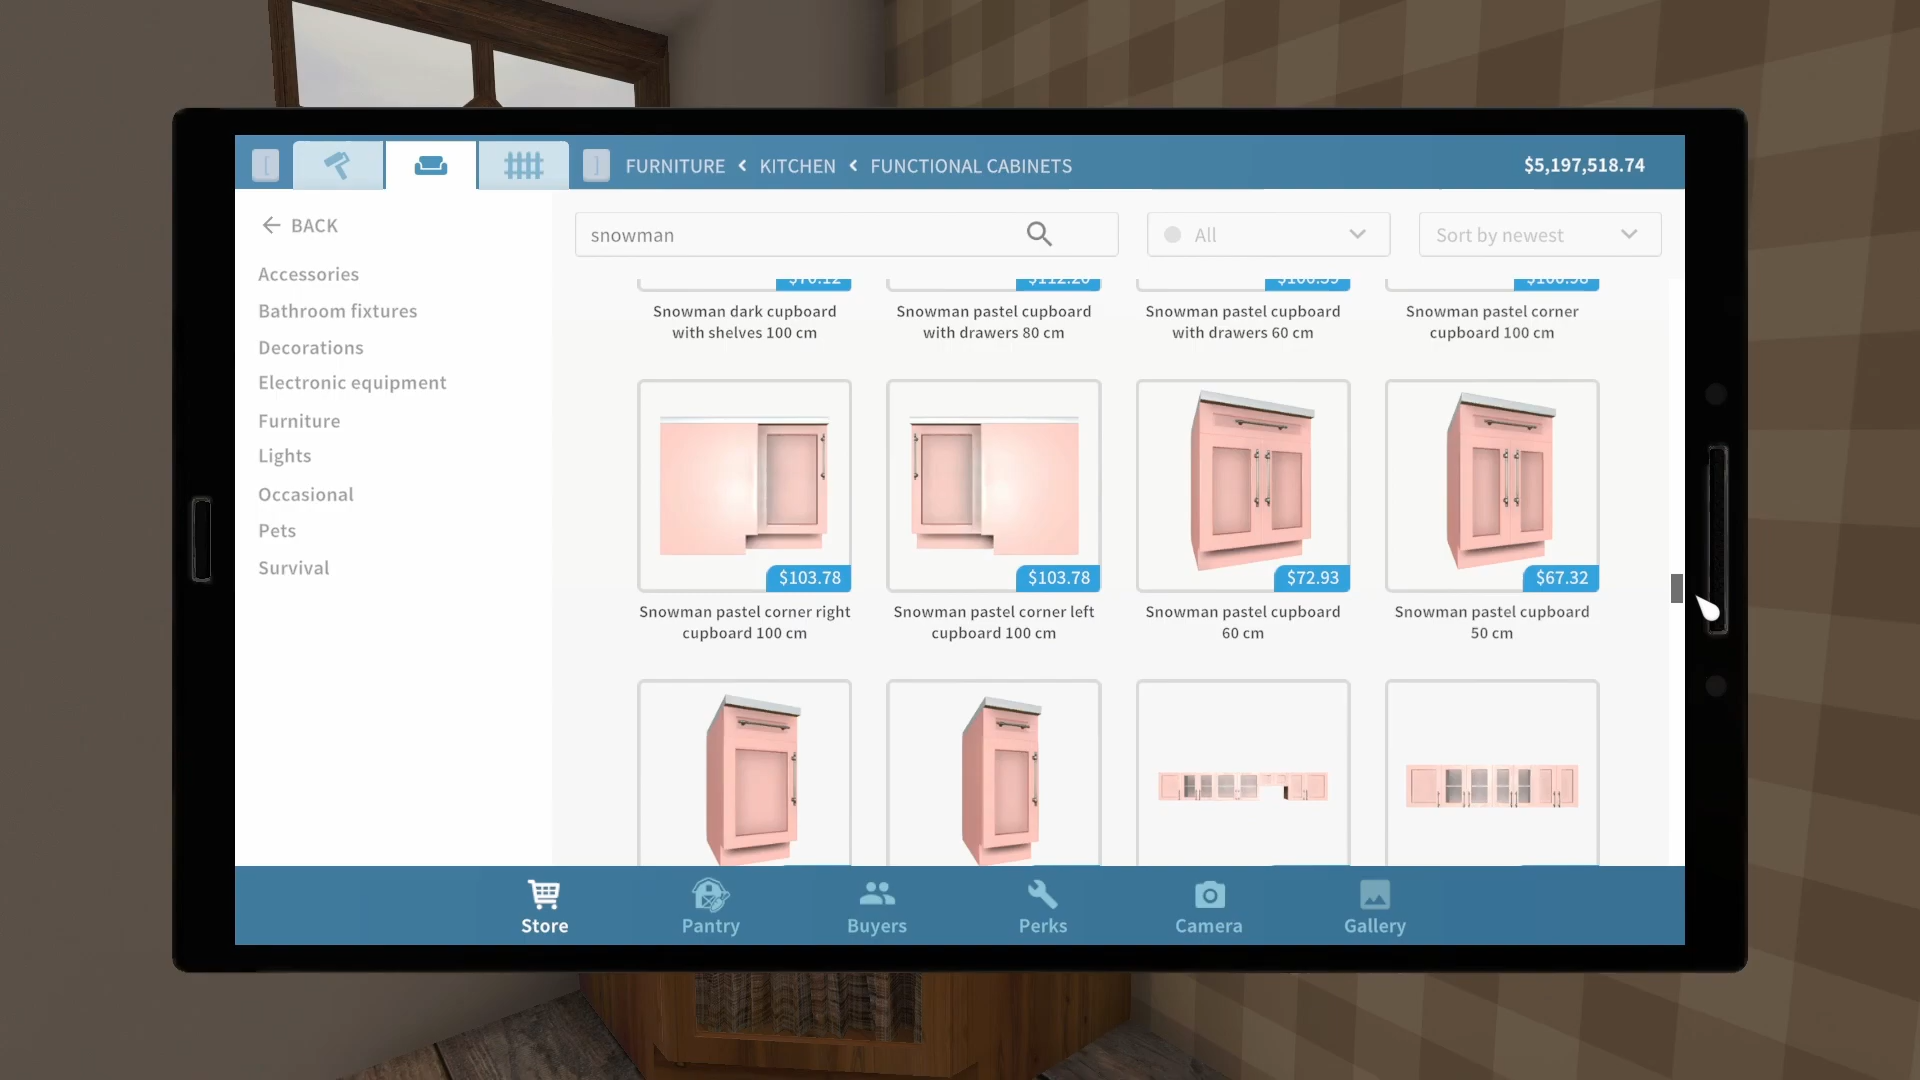 [
]
FURNITURE < KITCHEN < FUNCTIONAL CABINETS
$5,197,518.74
BACK
Accessories
Bathroom fixtures
Decorations
Electronic equipment
Furniture
Lights
Occasional
Pets
Survival
snowman
All
Sort by newest
$112.20
Snowman dark cupboard
with shelves 100 cm
Snowman pastel cupboard
with drawers 80 cm
Snowman pastel cupboard
with drawers 60 cm
Snowman pastel corner
cupboard 100 cm
$103.78
Snowman pastel corner right
cupboard 100 cm
$103.78
Snowman pastel corner left
cupboard 100 cm
$72.93
Snowman pastel cupboard
60 cm
$67.32
Snowman pastel cupboard
50 cm
Store
Pantry
Buyers
Perks
Camera
Gallery